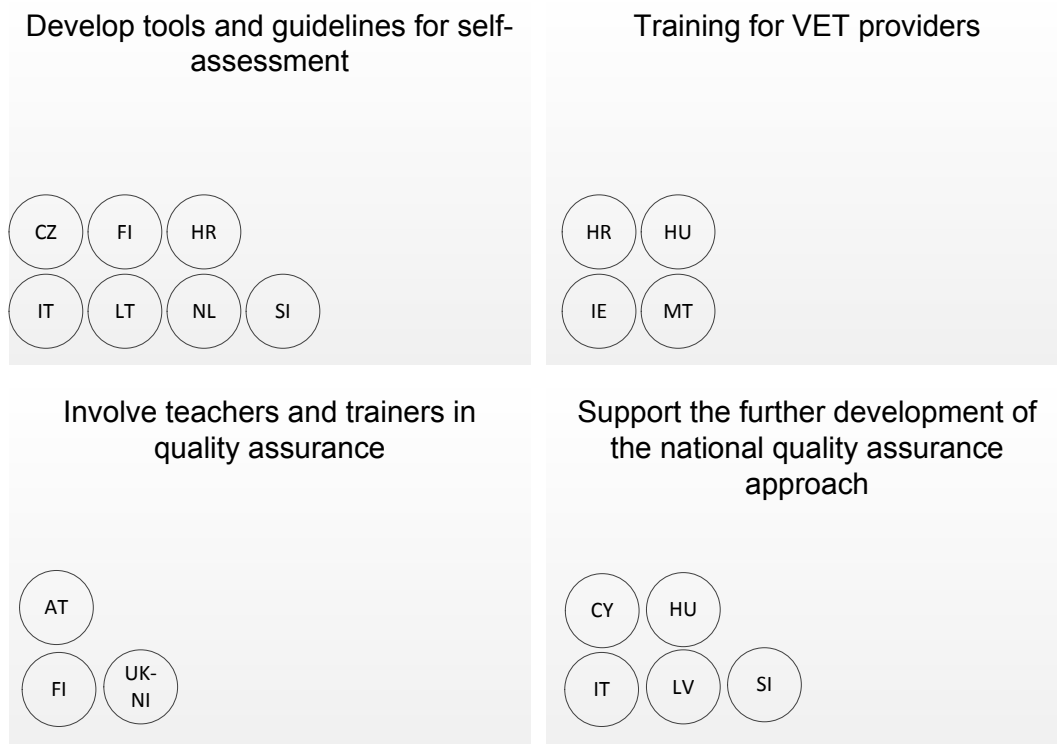 Develop tools and guidelines for self-
assessment
CZ FI HR
IT LT NL SI
Training for VET providers
HR HU
IE MT
Involve teachers and trainers in
quality assurance
AT
FI UK-
NI
Support the further development of
the national quality assurance
approach
CY HU
IT LV SI